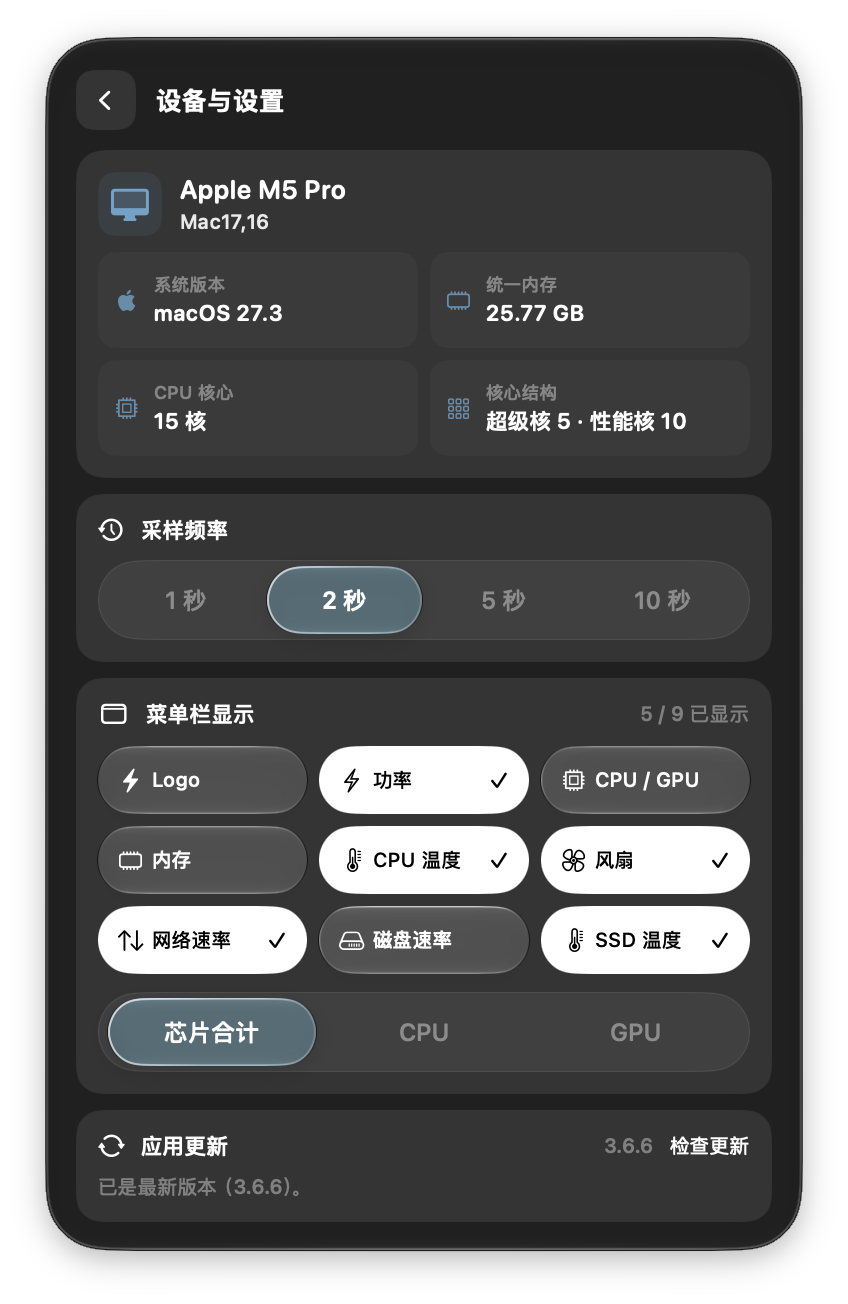 设备与设置
Apple M5 Pro
Mac17,16
系统版本
macOS 27.3
统一内存
25.77 GB
CPU 核心
15 核
核心结构
超级核 5 · 性能核 10
采样频率
1 秒
2 秒
5 秒
10 秒
菜单栏显示
5 / 9 已显示
Logo
功率
CPU / GPU
内存
CPU 温度
风扇
网络速率
磁盘速率
SSD 温度
芯片合计
CPU
GPU
应用更新
3.6.6
检查更新
已是最新版本（3.6.6）。